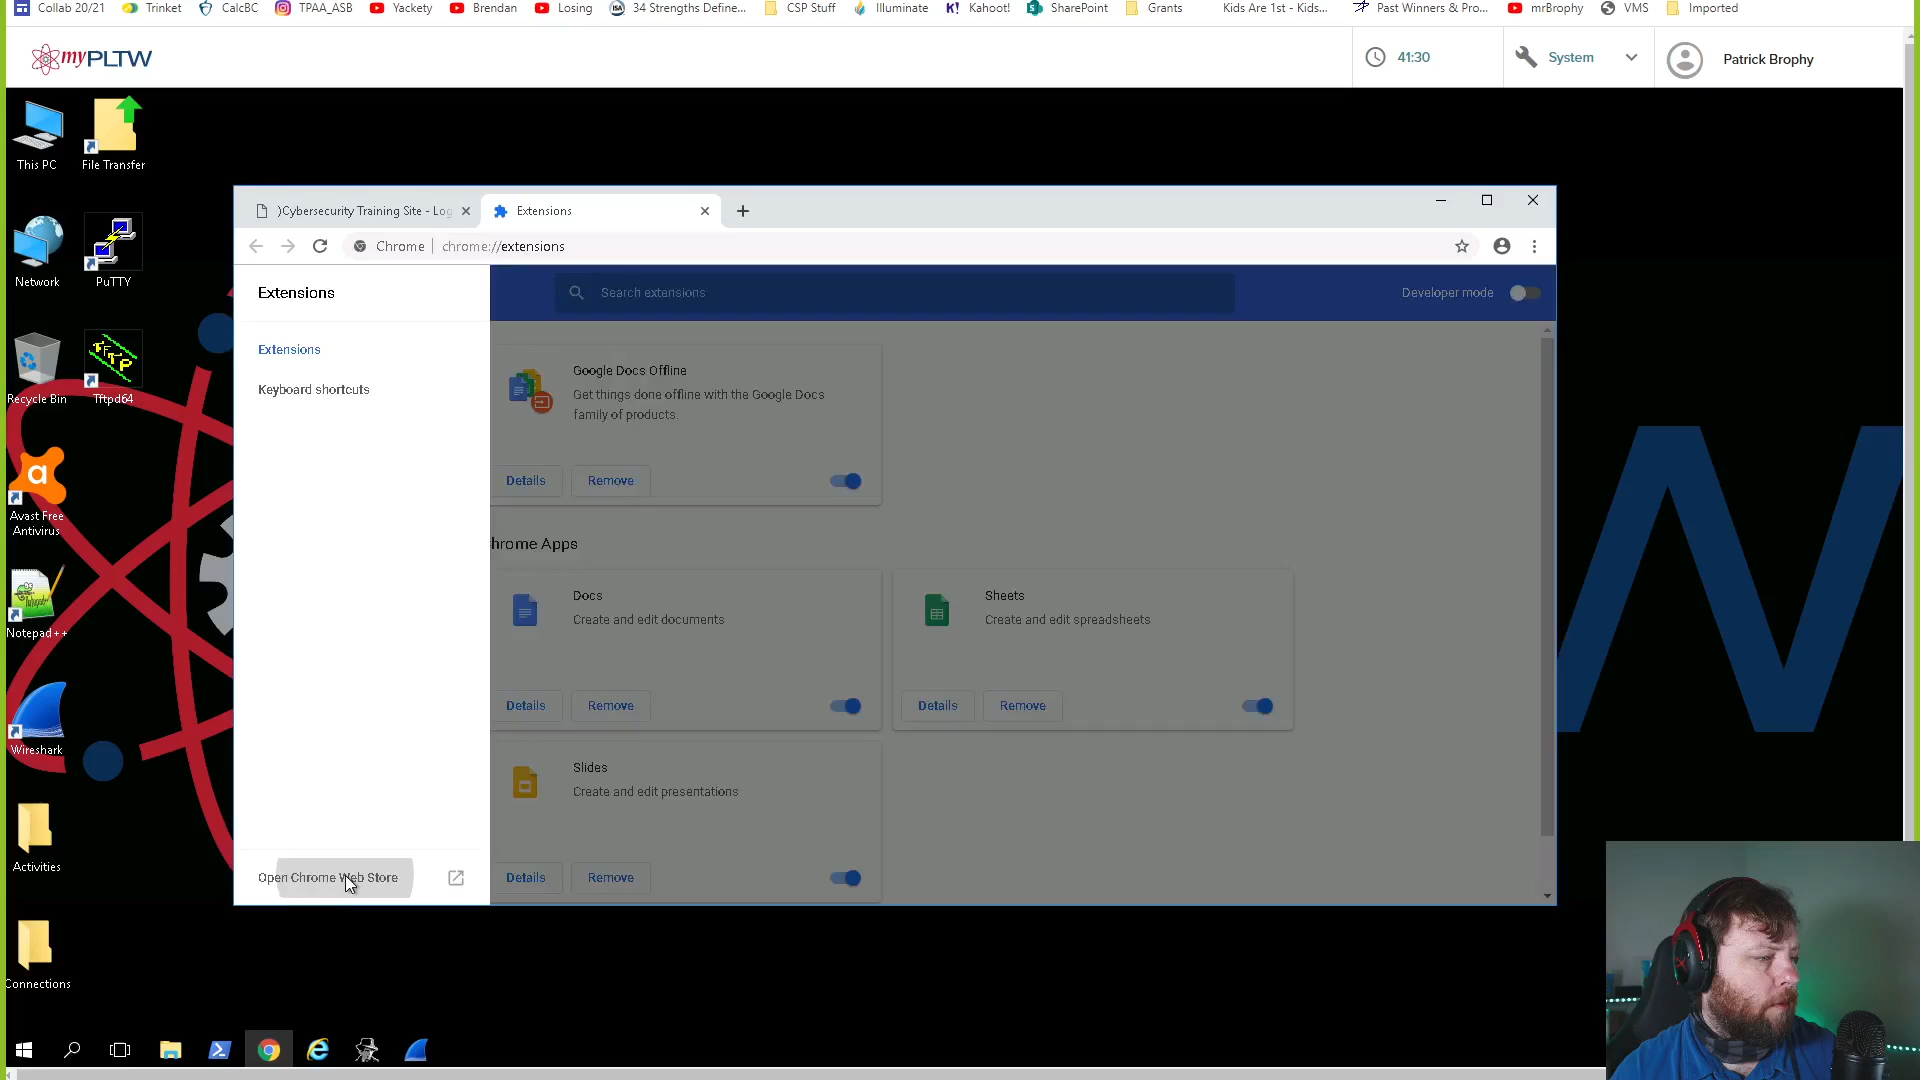 Collab 20/21
Trinket
CalcBC
TPAA_ASB
Yackety
Brendan
Losing
34 Strengths Define...
CSP Stuff
Illuminate
Kahoot!
SharePoint
Grants
Kids Are 1st - Kids...
Past Winners & Pro...
mrBrophy
VMS
Imported
myPLTW
41:30
System
Patrick Brophy
This PC
File Transfer
Network
PuTTY
Recycle Bin
Tftpd64
Avast Free
Antivirus
Notepad++
Wireshark
Activities
Connections
)Cybersecurity Training Site - Log
Extensions
Chrome | chrome://extensions
Extensions
Search extensions
Developer mode
Extensions
Keyboard shortcuts
Google Docs Offline
Get things done offline with the Google Docs
family of products.
Details
Remove
hrome Apps
Docs
Create and edit documents
Details
Remove
Sheets
Create and edit spreadsheets
Details
Remove
Slides
Create and edit presentations
Details
Remove
Open Chrome Web Store
W